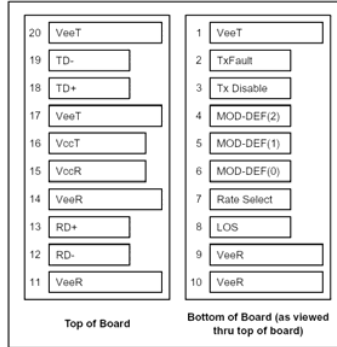 20 VeeT
19 TD-
18 TD+
17 VeeT
16 VccT
15 VccR
14 VeeR
13 RD+
12 RD-
11 VeeR
Top of Board
1 VeeT
2 TxFault
3 Tx Disable
4 MOD-DEF(2)
5 MOD-DEF(1)
6 MOD-DEF(0)
7 Rate Select
8 LOS
9 VeeR
10 VeeR
Bottom of Board (as viewed
thru top of board)